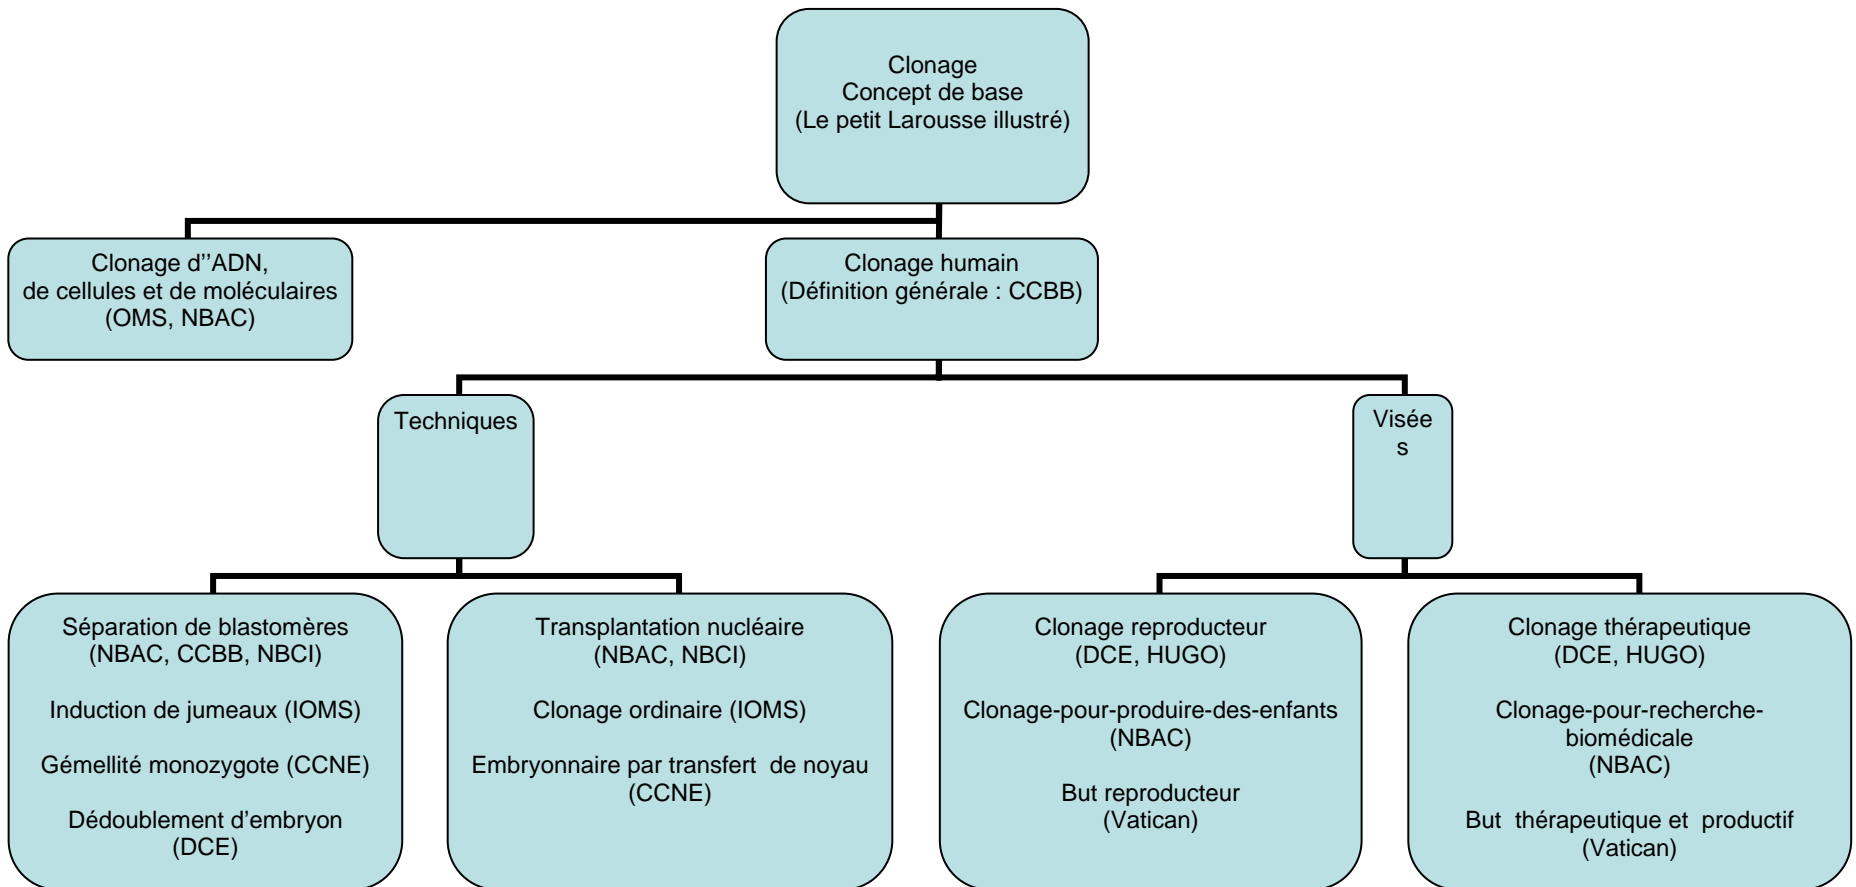 Clonage
Concept de base
(Le petit Larousse illustré)
Clonage d''ADN,
de cellules et de moléculaires
(OMS, NBAC)
Clonage humain
(Définition générale : CCBB)
Techniques
Visée
s
Séparation de blastomères
(NBAC, CCBB, NBCI)
Induction de jumeaux (IOMS)
Gémellité monozygote (CCNE)
Dédoublement d’embryon
(DCE)
Transplantation nucléaire
(NBAC, NBCI)
Clonage ordinaire (IOMS)
Embryonnaire par transfert de noyau
(CCNE)
Clonage reproducteur
(DCE, HUGO)
Clonage-pour-produire-des-enfants
(NBAC)
But reproducteur
(Vatican)
Clonage thérapeutique
(DCE, HUGO)
Clonage-pour-recherche-
biomédicale
(NBAC)
But thérapeutique et productif
(Vatican)